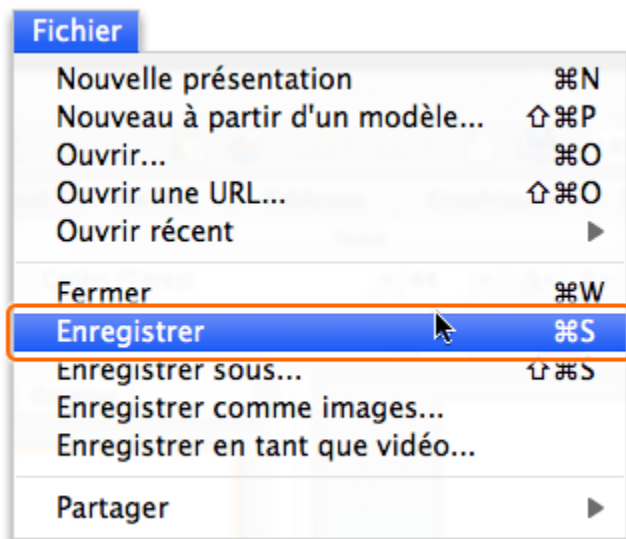 Fichier
Nouvelle présentation ⌘N
Nouveau à partir d'un modèle... ⇧⌘P
Ouvrir... ⌘O
Ouvrir une URL... ⇧⌘O
Ouvrir récent ▶
Fermer ⌘W
Enregistrer ⌘S
Enregistrer sous... ⇧⌘S
Enregistrer comme images...
Enregistrer en tant que vidéo...
Partager ▶